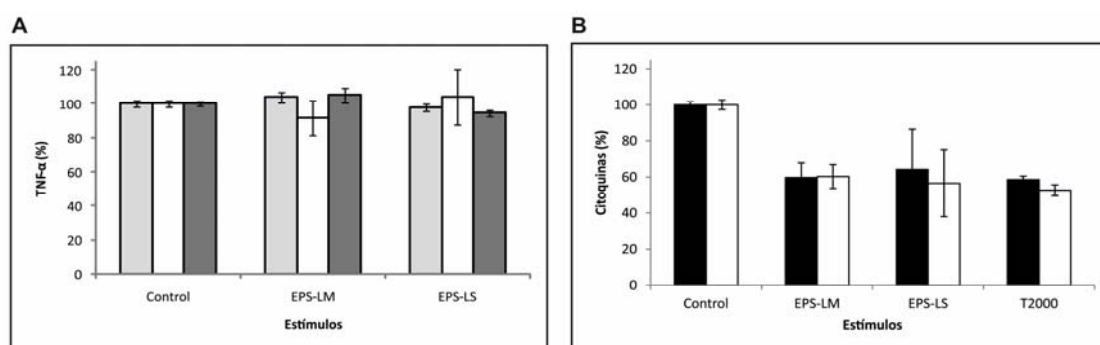 A
120
100
80
60
40
20
0
TNF-α (%)
Control
EPS-LM
EPS-LS
Estímulos
B
120
100
80
60
40
20
0
Citoquinas (%)
Control
EPS-LM
EPS-LS
T2000
Estímulos